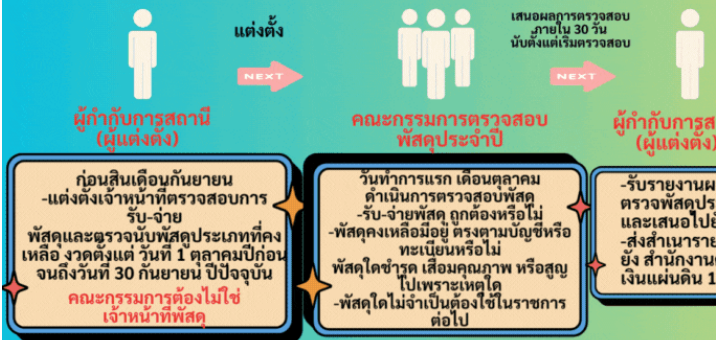 แต่งตั้ง
NEXT
ผู้กำกับการสถานี
(ผู้แต่งตั้ง)
ก่อนสิ้นเดือนกันยายน
-แต่งตั้งเจ้าหน้าที่ตรวจสอบการ
รับ-จ่าย
พัสดุและตรวจนับพัสดุประเภทที่คง
เหลือ งวดตั้งแต่ วันที่ 1 ตุลาคมปีก่อน
จนถึงวันที่ 30 กันยายน ปีปัจจุบัน
คณะกรรมการต้องไม่ใช่
เจ้าหน้าที่พัสดุ
เสนอผลการตรวจสอบ
ภายใน 30 วัน
นับตั้งแต่เริ่มตรวจสอบ
NEXT
คณะกรรมการตรวจสอบ
พัสดุประจำปี
วันทำการแรก เดือนตุลาคม
ดำเนินการตรวจสอบพัสดุ
-รับ-จ่ายพัสดุ ถูกต้องหรือไม่
-พัสดุคงเหลือมีอยู่ ตรงตามบัญชีหรือ
ทะเบียนหรือไม่
พัสดุใดชำรุด เสื่อมคุณภาพ หรือสูญ
ไปเพราะเหตุใด
-พัสดุใดไม่จำเป็นต้องใช้ในราชการ
ต่อไป
ผู้กำกับการส
(ผู้แต่งตั้ง)
-รับรายงานผ
ตรวจพัสดุประ
และเสนอไปยั
-ส่งสำเนาราย
ยัง สำนักงาน
เงินแผ่นดิน 1